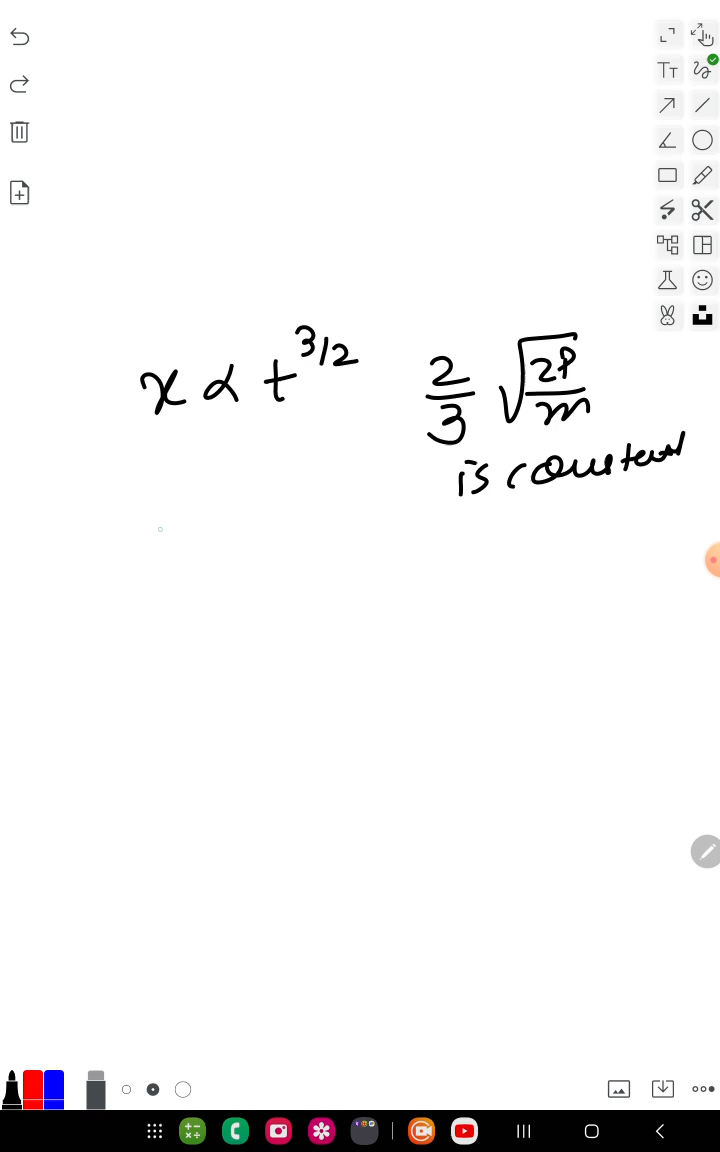 x ∝ t^3/2 2/3 √2P/m
is constant